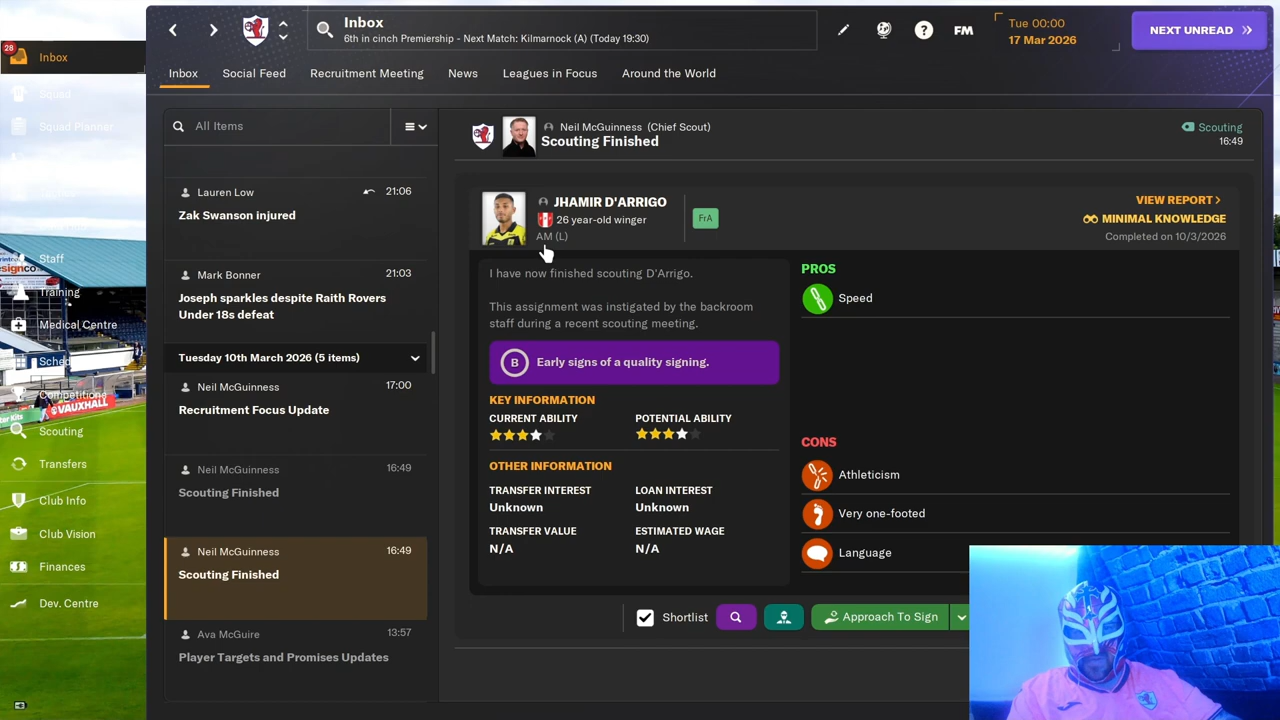 Inbox
6th in cinch Premiership - Next Match: Kilmarnock (A) (Today 19:30)
FM
Tue 00:00
17 Mar 2026
NEXT UNREAD
28
Inbox
Squad
Squad Planner
Staff
Training
Medical Centre
Sched
Competitions
Scouting
Transfers
Club Info
Club Vision
Finances
Dev. Centre
VAUXHALL
Inbox
Social Feed
Recruitment Meeting
News
Leagues in Focus
Around the World
All Items
Lauren Low
21:06
Zak Swanson injured
Mark Bonner
21:03
Joseph sparkles despite Raith Rovers
Under 18s defeat
Tuesday 10th March 2026 (5 items)
Neil McGuinness
17:00
Recruitment Focus Update
Neil McGuinness
16:49
Scouting Finished
Neil McGuinness
16:49
Scouting Finished
Ava McGuire
13:57
Player Targets and Promises Updates
Neil McGuinness (Chief Scout)
Scouting Finished
Scouting
16:49
JHAMIR D'ARRIGO
26 year-old winger
AM (L)
FrA
VIEW REPORT >
MINIMAL KNOWLEDGE
Completed on 10/3/2026
I have now finished scouting D'Arrigo.
This assignment was instigated by the backroom
staff during a recent scouting meeting.
B
Early signs of a quality signing.
KEY INFORMATION
CURRENT ABILITY
POTENTIAL ABILITY
OTHER INFORMATION
TRANSFER INTEREST
LOAN INTEREST
Unknown
Unknown
TRANSFER VALUE
ESTIMATED WAGE
N/A
N/A
PROS
Speed
CONS
Athleticism
Very one-footed
Language
Shortlist
Approach To Sign